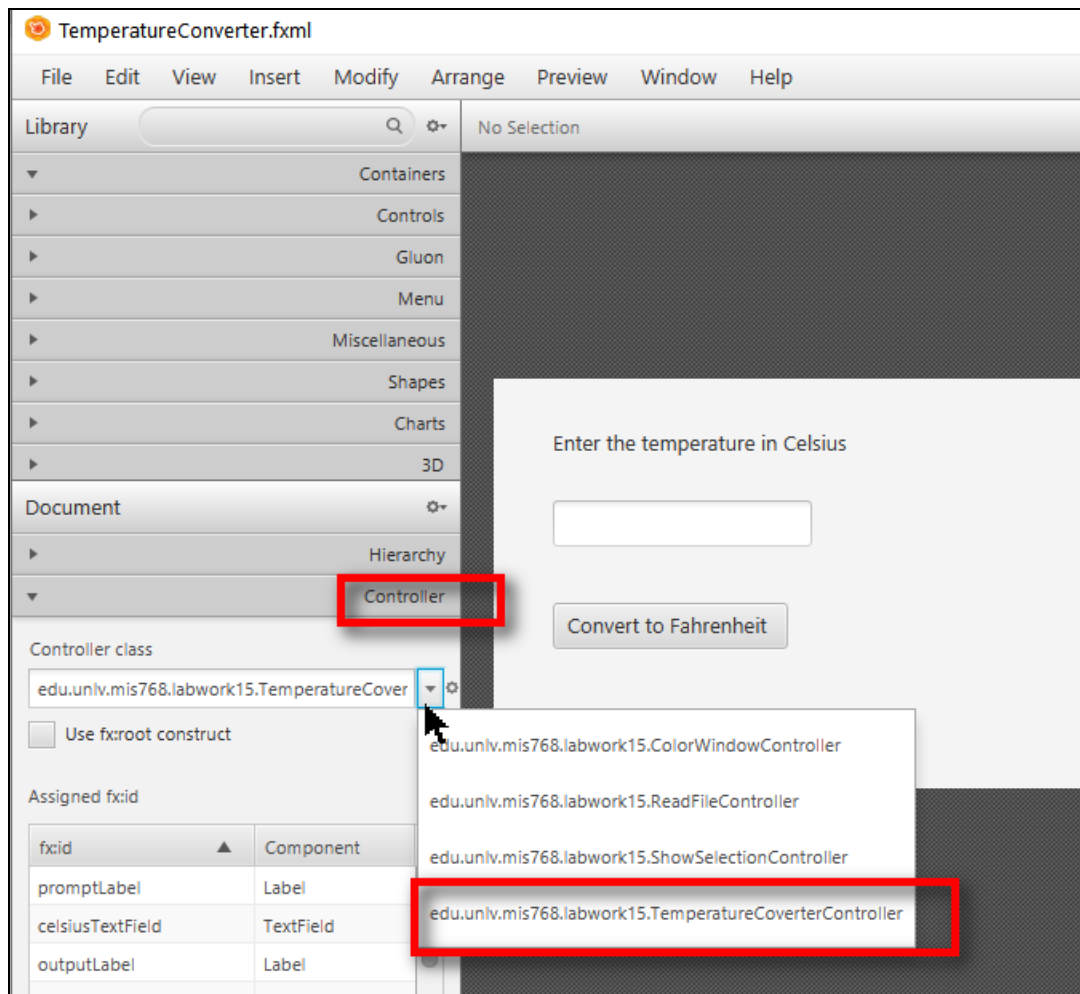 TemperatureConverter.fxml
File Edit View Insert Modify Arrange Preview Window Help
Library
No Selection
Containers
Controls
Gluon
Menu
Miscellaneous
Shapes
Charts
3D
Document
Hierarchy
Controller
Controller class
edu.unlv.mis768.labwork15.TemperatureCover
Use fx:root construct
Assigned fx:id
fx:id Component
promptLabel Label
celsiusTextField TextField
outputLabel Label
Enter the temperature in Celsius
Convert to Fahrenheit
edu.unlv.mis768.labwork15.ColorWindowController
edu.unlv.mis768.labwork15.ReadFileController
edu.unlv.mis768.labwork15.ShowSelectionController
edu.unlv.mis768.labwork15.TemperatureCoverterController